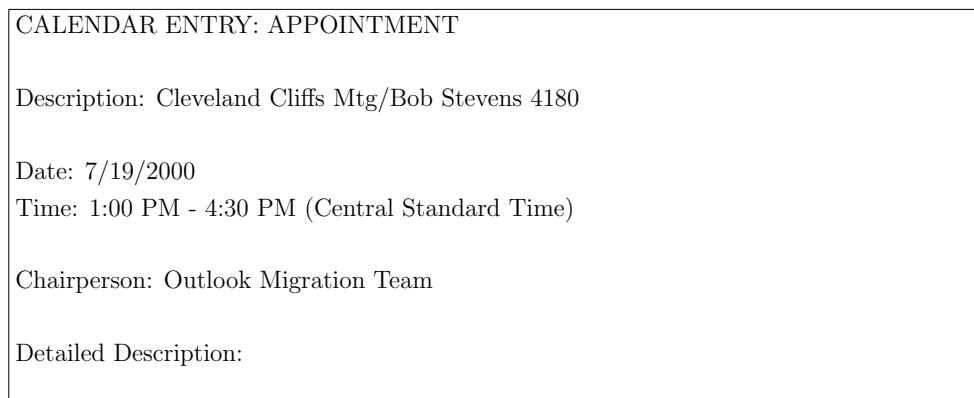 CALENDAR ENTRY: APPOINTMENT
Description: Cleveland Cliffs Mtg/Bob Stevens 4180
Date: 7/19/2000
Time: 1:00 PM - 4:30 PM (Central Standard Time)
Chairperson: Outlook Migration Team
Detailed Description: